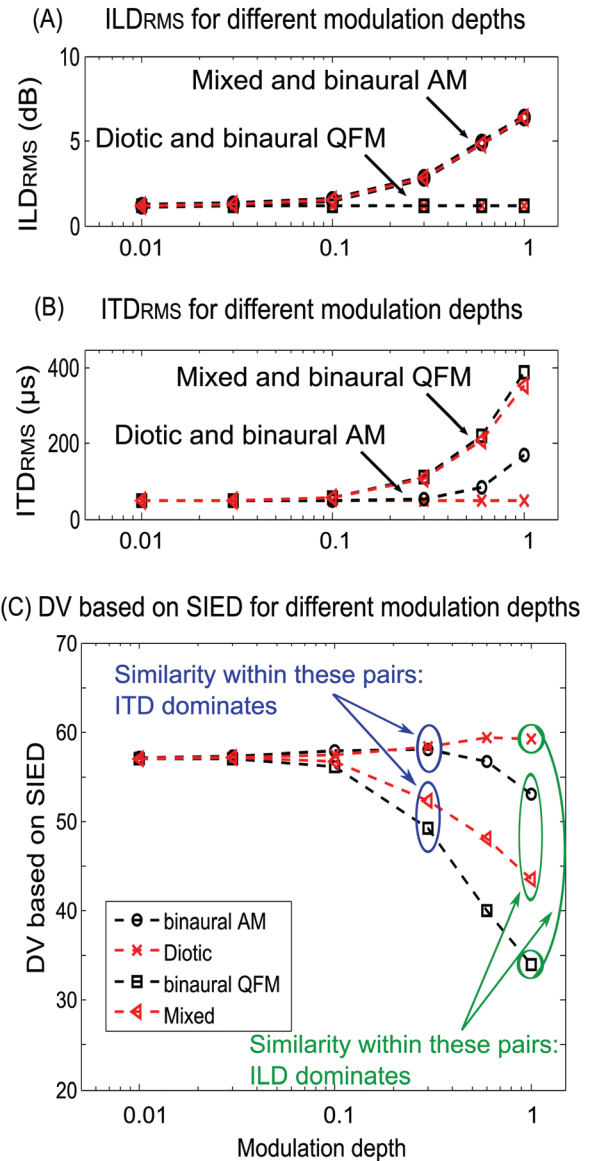 (A) ILDRMS for different modulation depths
10
Mixed and binaural AM
5
Diotic and binaural QFM
0
ILDRMS (dB)
0.01 0.1 1
(B) ITDRMS for different modulation depths
400
Mixed and binaural QFM
200
Diotic and binaural AM
0
ITDRMS (µs)
0.01 0.1 1
(C) DV based on SIED for different modulation depths
70
Similarity within these pairs:
ITD dominates
60
50
40
DV based on SIED
binaural AM
Diotic
binaural QFM
Mixed
30
Similarity within these pairs:
ILD dominates
20
0.01 0.1 1
Modulation depth